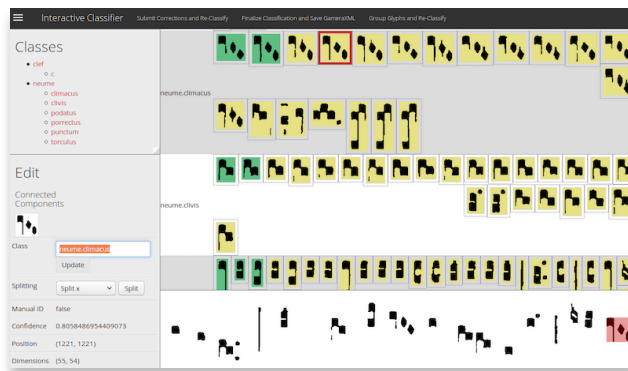 Interactive Classifier
Submit Corrections and Re-Classify
Finalize Classification and Save GameraXML
Group Glyphs and Re-Classify
Classes
clef
c
neume
climacus
clivis
podatus
porrectus
punctum
torculus
Edit
Connected
Components
Class
neume.climacus
Update
Splitting
Split x
Split
Manual ID
false
Confidence
0.8058486954409073
Position
(1221, 1221)
Dimensions
(55, 54)
neume.climacus
neume.clivis